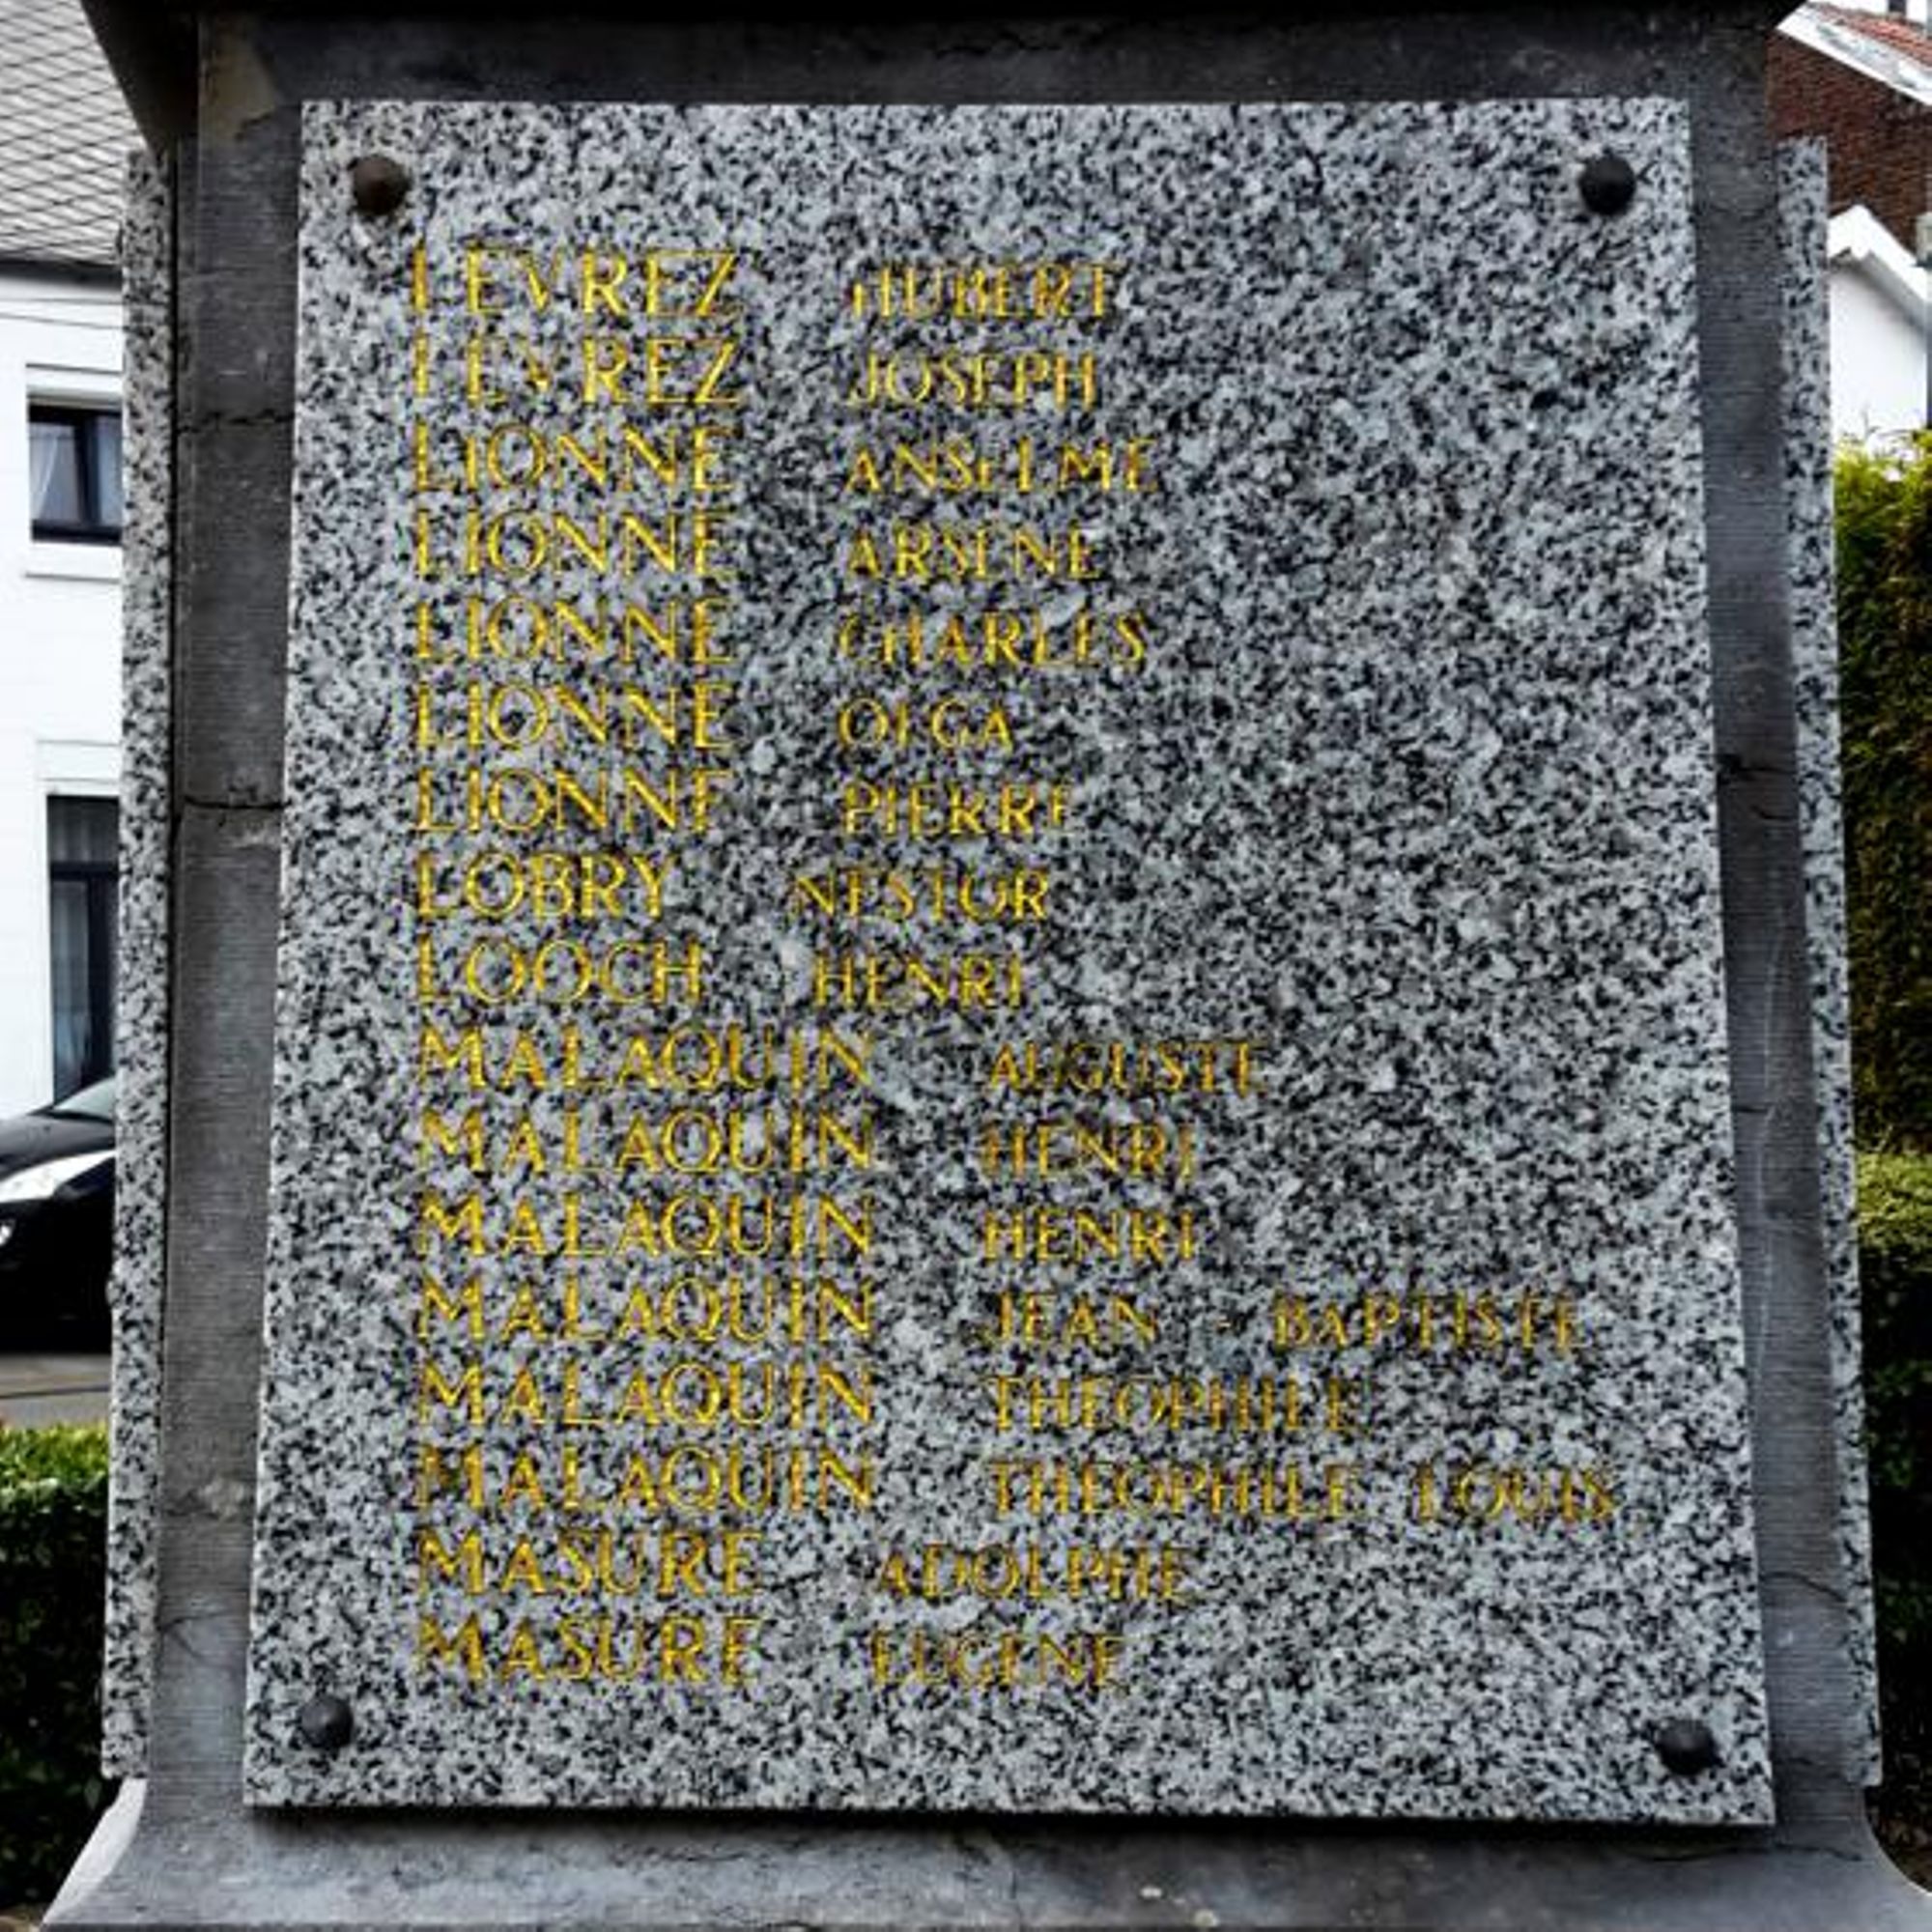 LEVREZ HUBERT
LEVREZ JOSEPH
LIONNE ANSELME
LIONNE ARSENE
LIONNE CHARLES
LIONNE OLGA
LIONNE PIERRE
LOBRY NESTOR
LOOCH HENRI
MALAQUIN AUGUSTE
MALAQUIN HENRI
MALAQUIN HENRI
MALAQUIN JEAN - BAPTISTE
MALAQUIN THEOPHILE
MALAQUIN THEOPHILE LOUIS
MASURE ADOLPHE
MASURE EUGENE